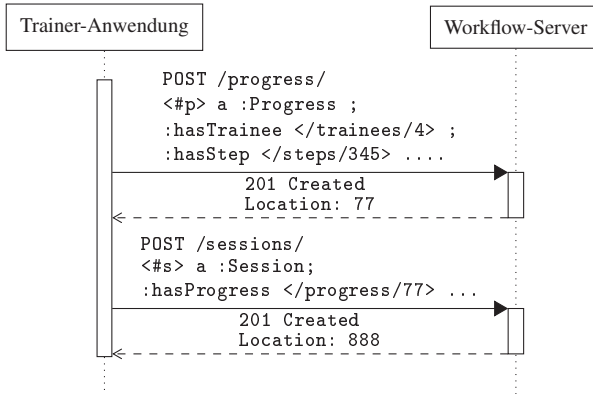 Trainer-Anwendung
Workflow-Server
POST /progress/
<#p> a :Progress ;
:hasTrainee </trainees/4> ;
:hasStep </steps/345> ....
201 Created
Location: 77
POST /sessions/
<#s> a :Session;
:hasProgress </progress/77> ...
201 Created
Location: 888